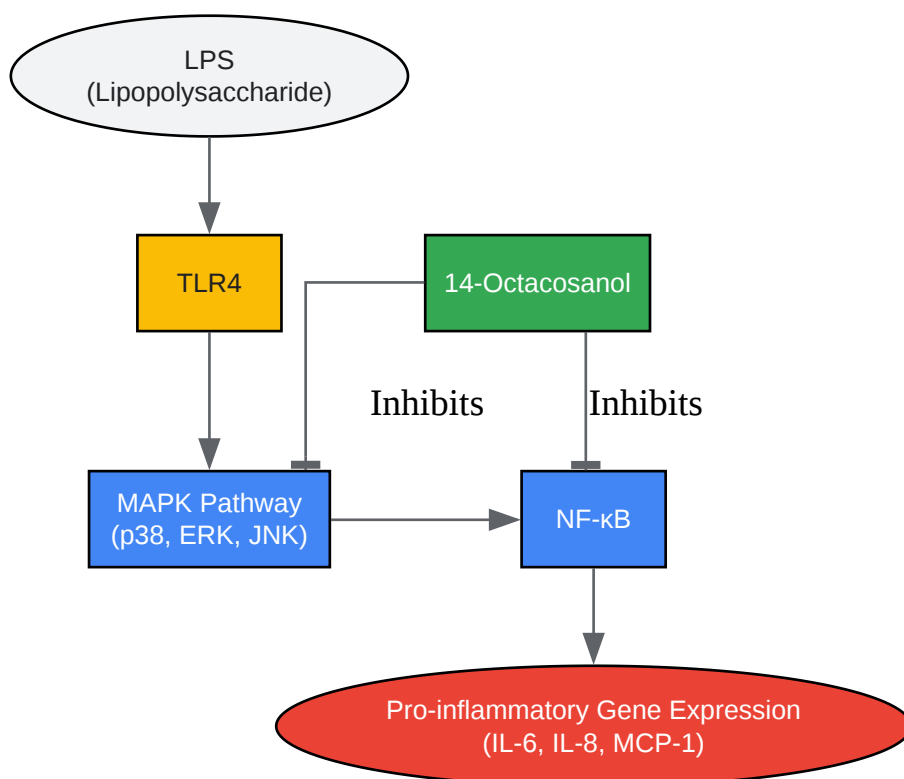 LPS
(Lipopolysaccharide)
TLR4
14-Octacosanol
Inhibits
Inhibits
MAPK Pathway
(p38, ERK, JNK)
NF-κB
Pro-inflammatory Gene Expression
(IL-6, IL-8, MCP-1)